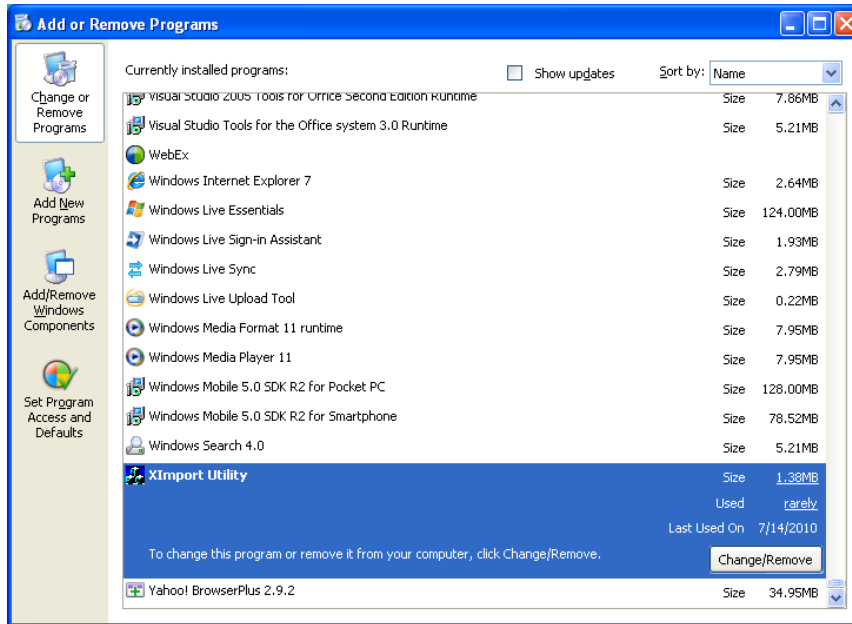 Add or Remove Programs
Change or
Remove
Programs
Add New
Programs
Add/Remove
Windows
Components
Set Program
Access and
Defaults
Currently installed programs:
Show updates
Sort by: Name
Visual Studio 2005 Tools for Office Second Edition Runtime Size 7.86MB
Visual Studio Tools for the Office system 3.0 Runtime Size 5.21MB
WebEx
Windows Internet Explorer 7 Size 2.64MB
Windows Live Essentials Size 124.00MB
Windows Live Sign-in Assistant Size 1.93MB
Windows Live Sync Size 2.79MB
Windows Live Upload Tool Size 0.22MB
Windows Media Format 11 runtime Size 7.95MB
Windows Media Player 11 Size 7.95MB
Windows Mobile 5.0 SDK R2 for Pocket PC Size 128.00MB
Windows Mobile 5.0 SDK R2 for Smartphone Size 78.52MB
Windows Search 4.0 Size 5.21MB
XImport Utility Size 1.38MB
Used rarely
Last Used On 7/14/2010
To change this program or remove it from your computer, click Change/Remove. Change/Remove
Yahoo! BrowserPlus 2.9.2 Size 34.95MB